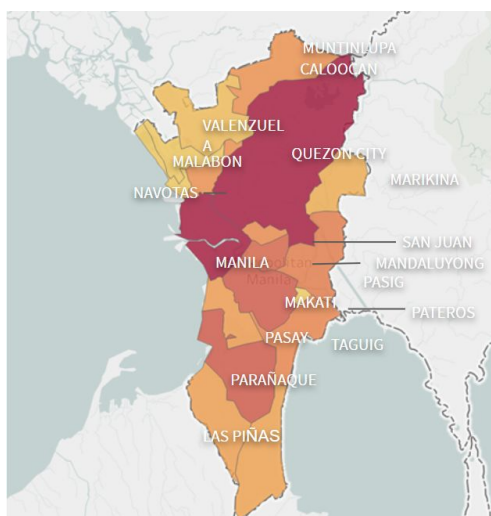 MUNTINLUPA
CALOOCAN
VALENZUEL
A
MALABON
QUEZON CITY
MARIKINA
NAVOTAS
SAN JUAN
MANILA
MANDALUYONG
Manila
PASIG
MAKATI
PATEROS
PASAY
TAGUIG
PARAÑAQUE
LAS PIÑAS